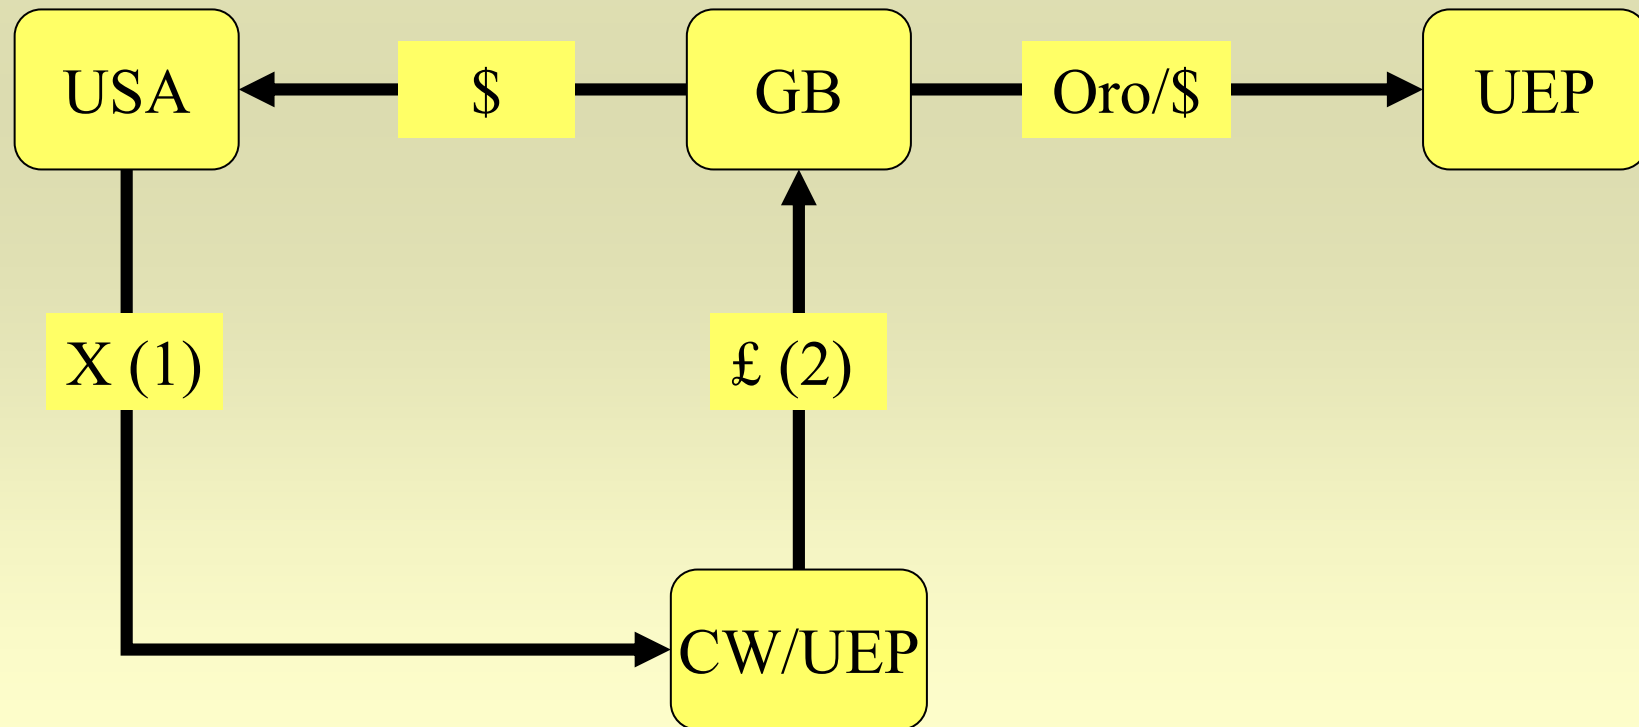 USA
$
GB
Oro/$
UEP
X (1)
£ (2)
CW/UEP